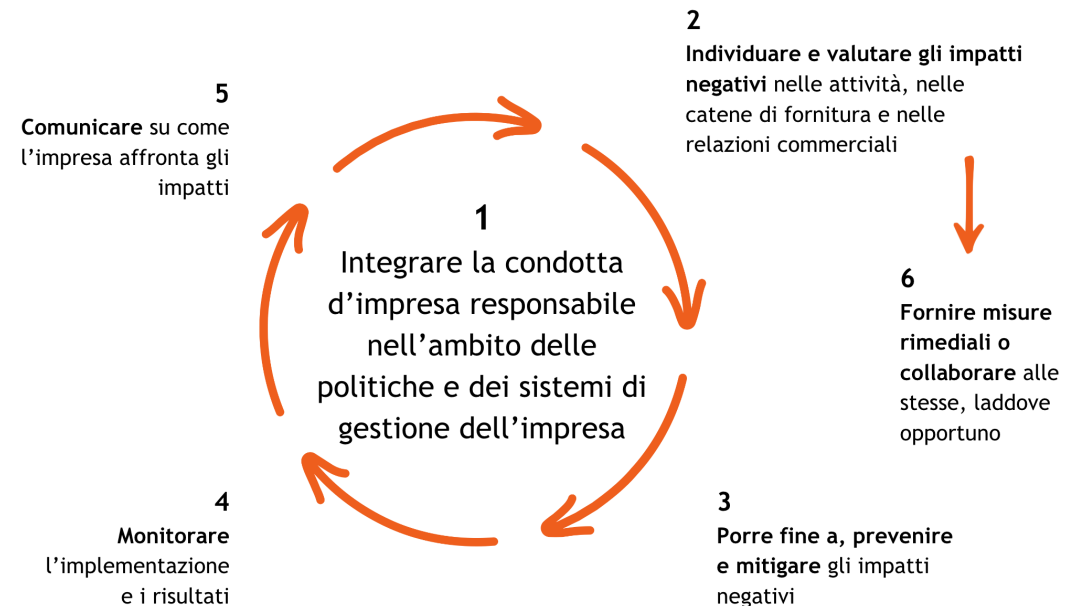 1
Integrare la condotta
d’impresa responsabile
nell’ambito delle
politiche e dei sistemi di
gestione dell’impresa
2
Individuare e valutare gli impatti
negativi nelle attività, nelle
catene di fornitura e nelle
relazioni commerciali
3
Porre fine a, prevenire
e mitigare gli impatti
negativi
4
Monitorare
l’implementazione
e i risultati
5
Comunicare su come
l’impresa affronta gli
impatti
6
Fornire misure
rimediali o
collaborare alle
stesse, laddove
opportuno